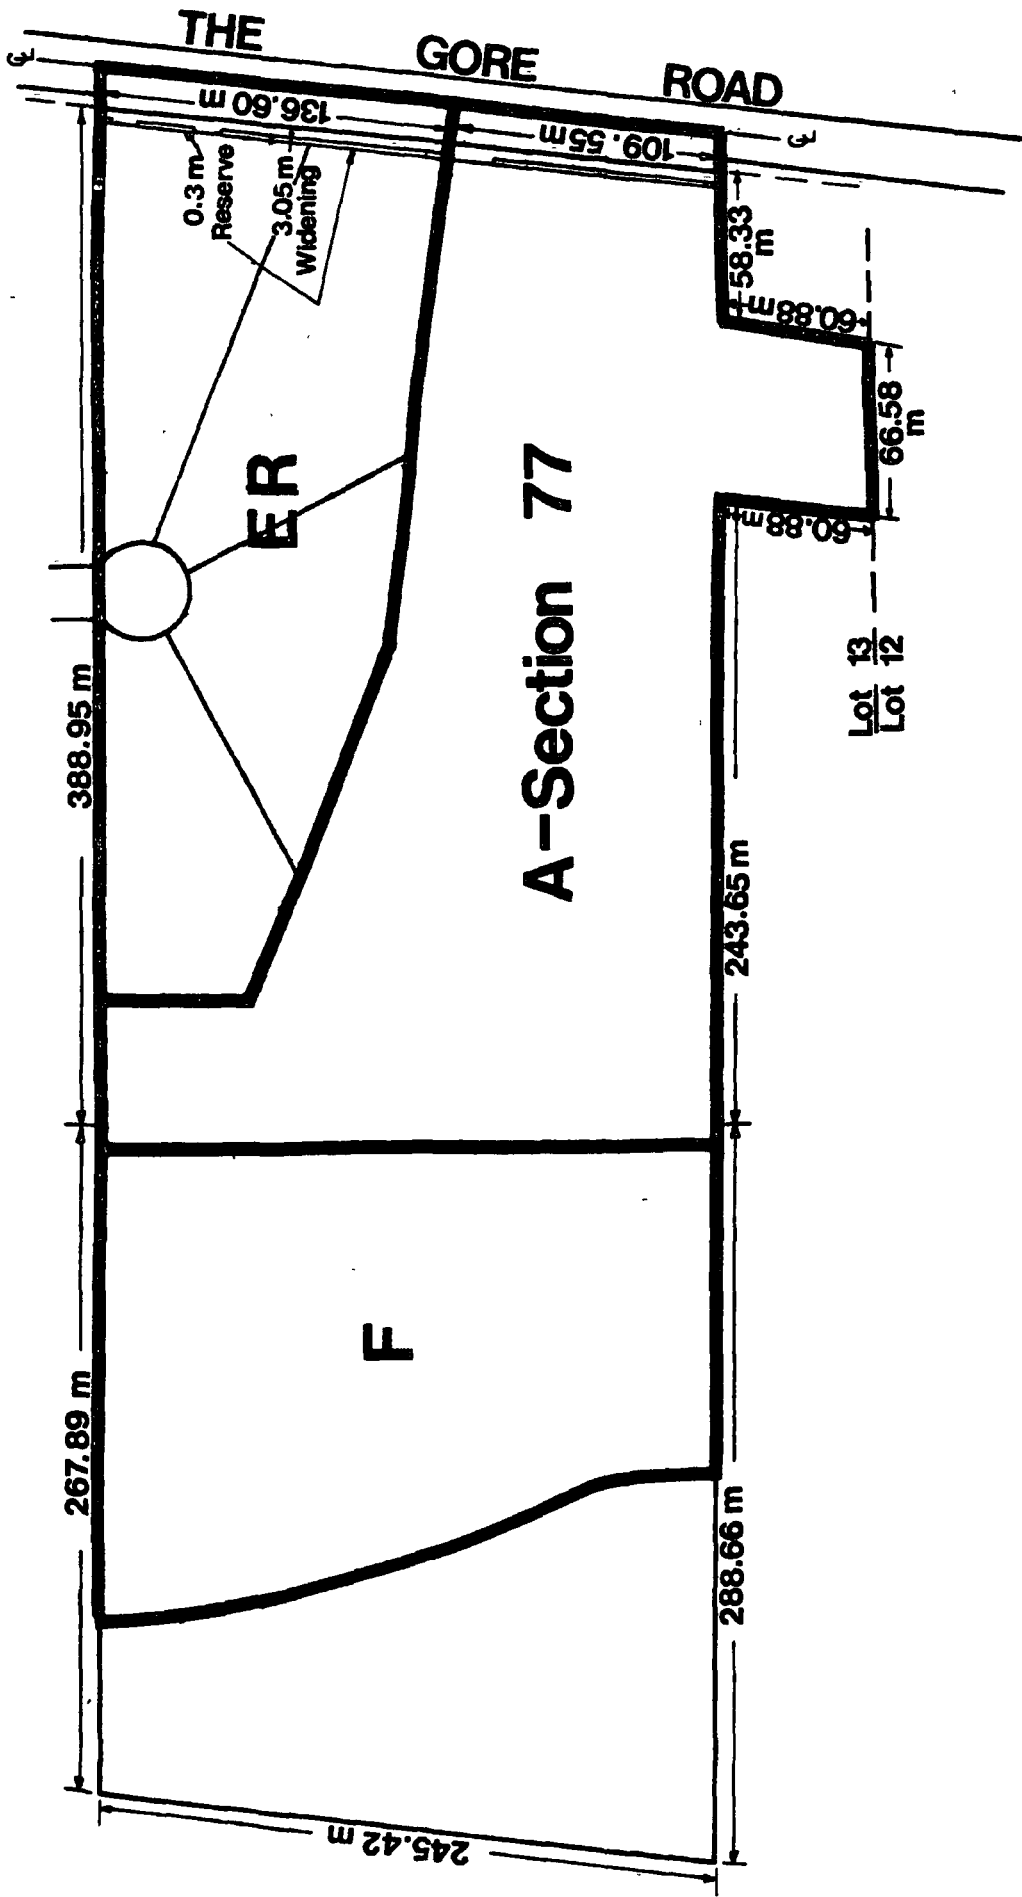 THE GORE ROAD
℄
136.60 m
109.55m
℄
0.3 m
Reserve
3.05 m
Widening
58.33
m
60.88m
66.58
m
60.88m
ER
A-Section 77
388.95 m
Lot 13
Lot 12
243.65m
F
267.89 m
288.66 m
245.42 m